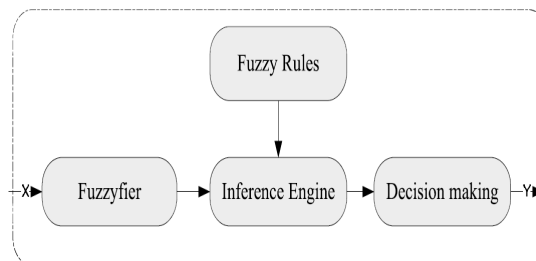 Fuzzy Rules
X
Fuzzyfier
Inference Engine
Decision making
Y